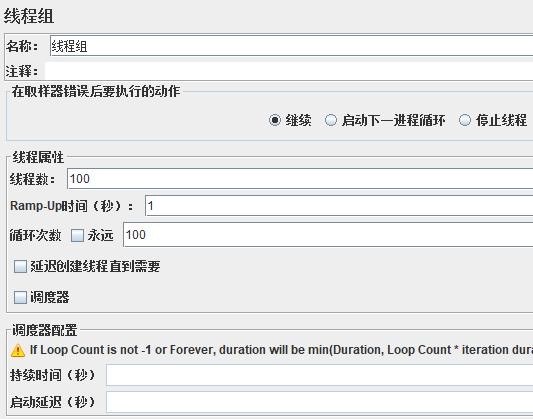 线程组
名称： 线程组
注释：
在取样器错误后要执行的动作
继续 启动下一进程循环 停止线程
线程属性
线程数： 100
Ramp-Up时间（秒）： 1
循环次数 永远 100
延迟创建线程直到需要
调度器
调度器配置
If Loop Count is not -1 or Forever, duration will be min(Duration, Loop Count * iteration dura
持续时间（秒）
启动延迟（秒）